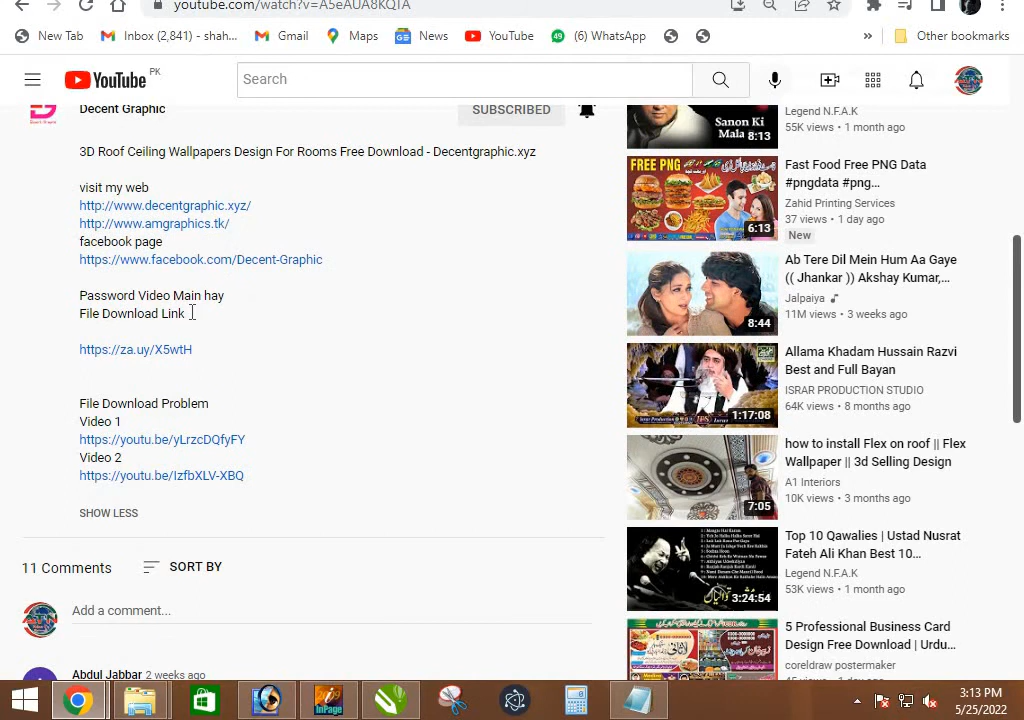 youtube.com/watch?v=A5eAUA8KQTA
New Tab
Inbox (2,841) - shah...
Gmail
Maps
News
YouTube
(6) WhatsApp
»
Other bookmarks
YouTube PK
Search
Decent Graphic
SUBSCRIBED
3D Roof Ceiling Wallpapers Design For Rooms Free Download - Decentgraphic.xyz
visit my web
http://www.decentgraphic.xyz/
http://www.amgraphics.tk/
facebook page
https://www.facebook.com/Decent-Graphic
Password Video Main hay
File Download Link
https://za.uy/X5wtH
File Download Problem
Video 1
https://youtu.be/yLrzcDQfyFY
Video 2
https://youtu.be/IzfbXLV-XBQ
SHOW LESS
11 Comments
SORT BY
Add a comment...
Abdul Jabbar 2 weeks ago
Sanon Ki
Mala
8:13
Legend N.F.A.K
55K views • 1 month ago
FREE PNG
6:13
Fast Food Free PNG Data
#pngdata #png...
Zahid Printing Services
37 views • 1 day ago
New
8:44
Ab Tere Dil Mein Hum Aa Gaye
(( Jhankar )) Akshay Kumar,...
Jalpaiya
11M views • 3 weeks ago
1:17:08
Allama Khadam Hussain Razvi
Best and Full Bayan
ISRAR PRODUCTION STUDIO
64K views • 8 months ago
7:05
how to install Flex on roof || Flex
Wallpaper || 3d Selling Design
A1 Interiors
10K views • 3 months ago
3:24:54
Top 10 Qawalies | Ustad Nusrat
Fateh Ali Khan Best 10...
Legend N.F.A.K
53K views • 1 month ago
5 Professional Business Card
Design Free Download | Urdu...
coreldraw postermaker
InPage
3:13 PM
5/25/2022